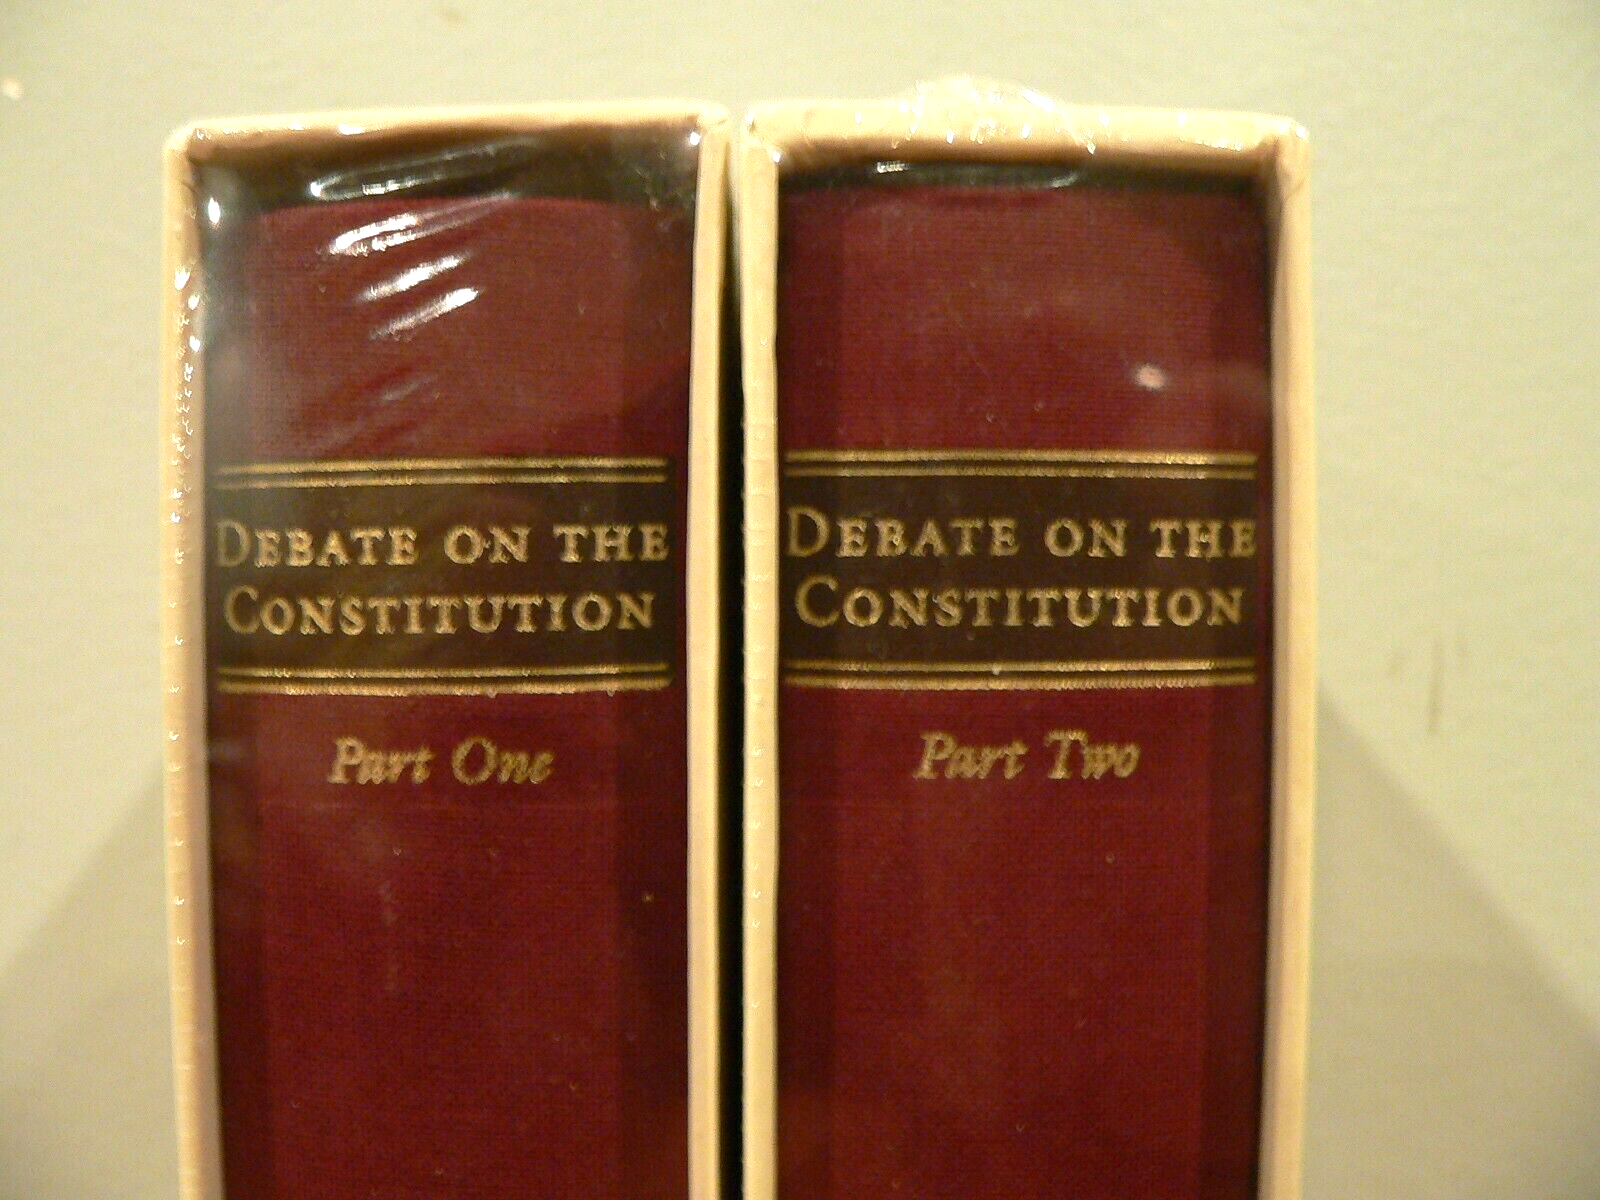 DEBATE ON THE
CONSTITUTION
Part One
DEBATE ON THE
CONSTITUTION
Part Two